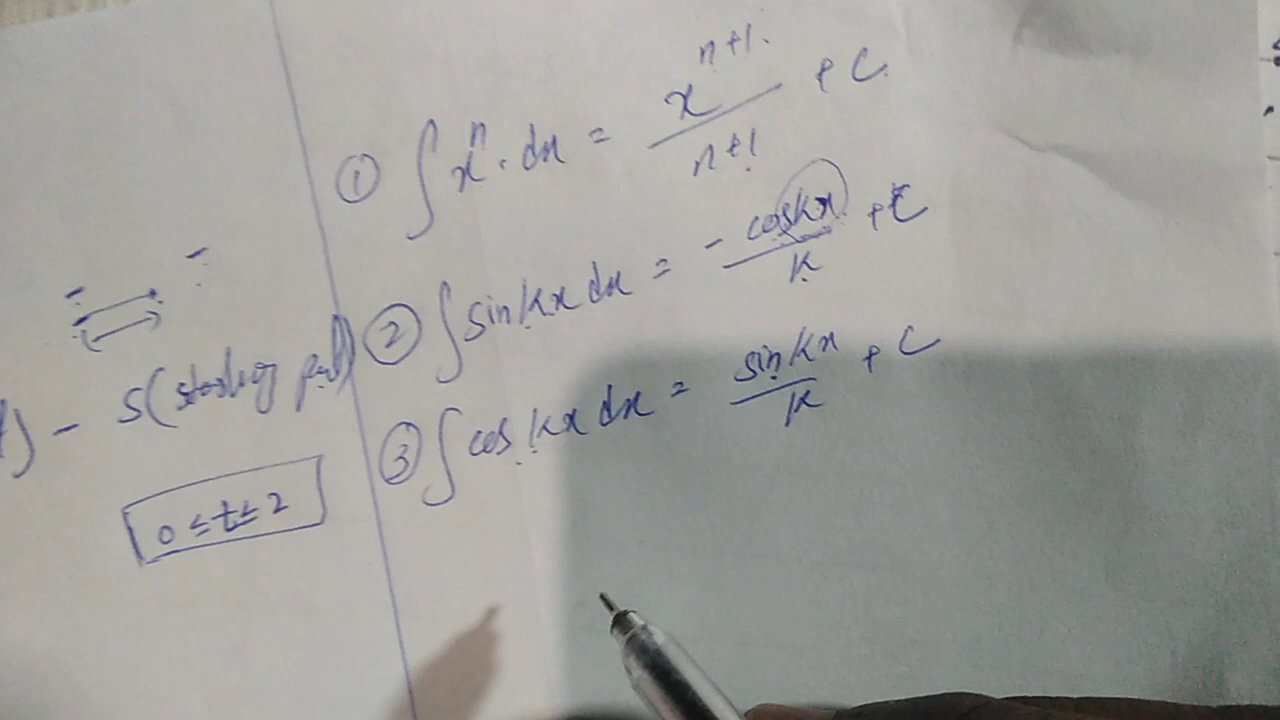 ① ∫ xⁿ · dx = xⁿ⁺¹ / n+1 + C
② ∫ sin kx dx = - cos kx / k + C
③ ∫ cos kx dx = sin kx / k + C
) - S(starting
0 ≤ t ≤ 2